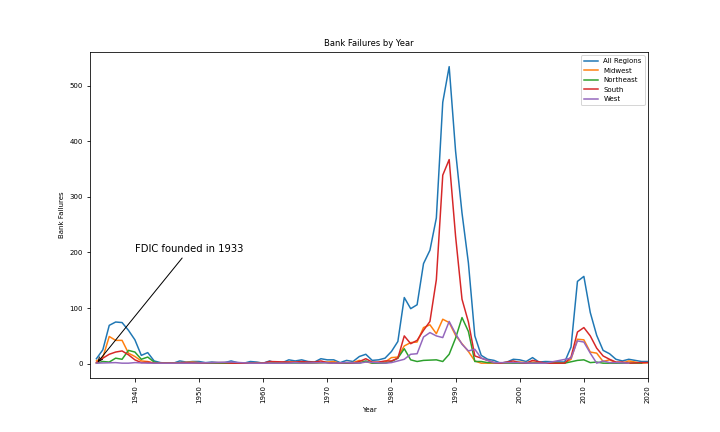 Bank Failures by Year
All Regions
Midwest
Northeast
South
West
500
400
300
200
100
0
Bank Failures
FDIC founded in 1933
1940
1950
1960
1970
1980
1990
2000
2010
2020
Year